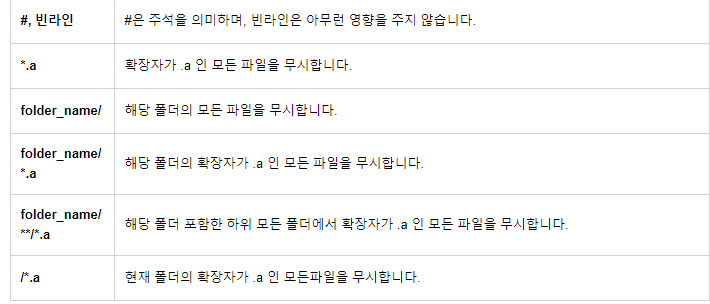 #, 빈라인
#은 주석을 의미하며, 빈라인은 아무런 영향을 주지 않습니다.
*.a
확장자가 .a 인 모든 파일을 무시합니다.
folder_name/
해당 폴더의 모든 파일을 무시합니다.
folder_name/
*.a
해당 폴더의 확장자가 .a 인 모든 파일을 무시합니다.
folder_name/
**/*.a
해당 폴더 포함한 하위 모든 폴더에서 확장자가 .a 인 모든 파일을 무시합니다.
/*.a
현재 폴더의 확장자가 .a 인 모든파일을 무시합니다.